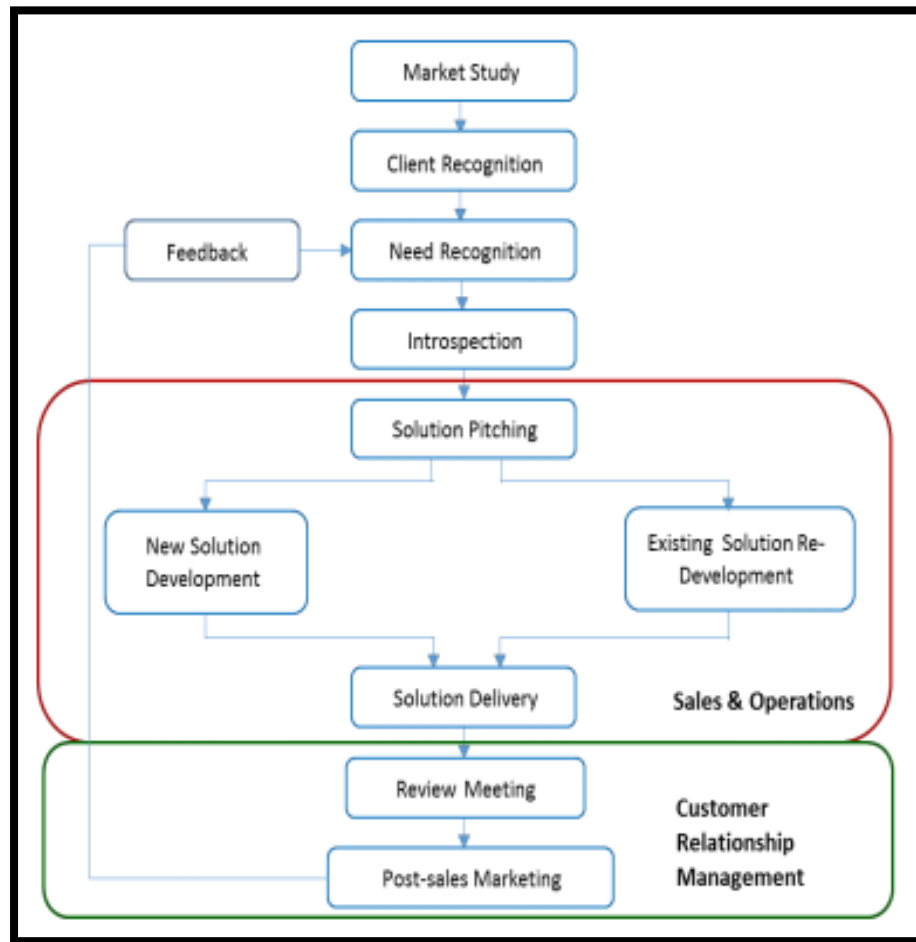 Market Study
Client Recognition
Feedback
Need Recognition
Introspection
Solution Pitching
New Solution
Development
Existing Solution Re-
Development
Solution Delivery
Sales & Operations
Review Meeting
Customer
Relationship
Management
Post-sales Marketing